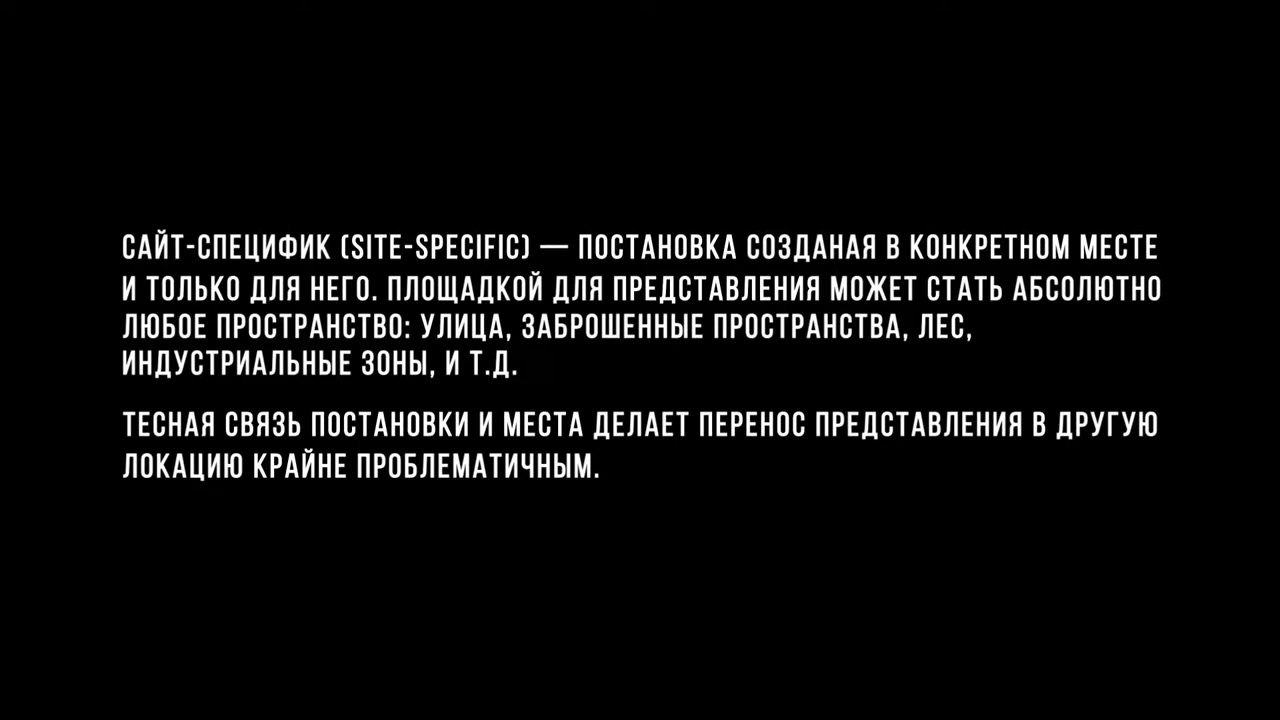 САЙТ-СПЕЦИФИК (SITE-SPECIFIC) — ПОСТАНОВКА СОЗДАНАЯ В КОНКРЕТНОМ МЕСТЕ
И ТОЛЬКО ДЛЯ НЕГО. ПЛОЩАДКОЙ ДЛЯ ПРЕДСТАВЛЕНИЯ МОЖЕТ СТАТЬ АБСОЛЮТНО
ЛЮБОЕ ПРОСТРАНСТВО: УЛИЦА, ЗАБРОШЕННЫЕ ПРОСТРАНСТВА, ЛЕС,
ИНДУСТРИАЛЬНЫЕ ЗОНЫ, И Т.Д.
ТЕСНАЯ СВЯЗЬ ПОСТАНОВКИ И МЕСТА ДЕЛАЕТ ПЕРЕНОС ПРЕДСТАВЛЕНИЯ В ДРУГУЮ
ЛОКАЦИЮ КРАЙНЕ ПРОБЛЕМАТИЧНЫМ.